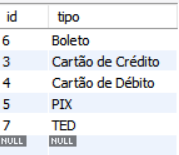 id tipo
6 Boleto
3 Cartão de Crédito
4 Cartão de Débito
5 PIX
7 TED
NULL NULL